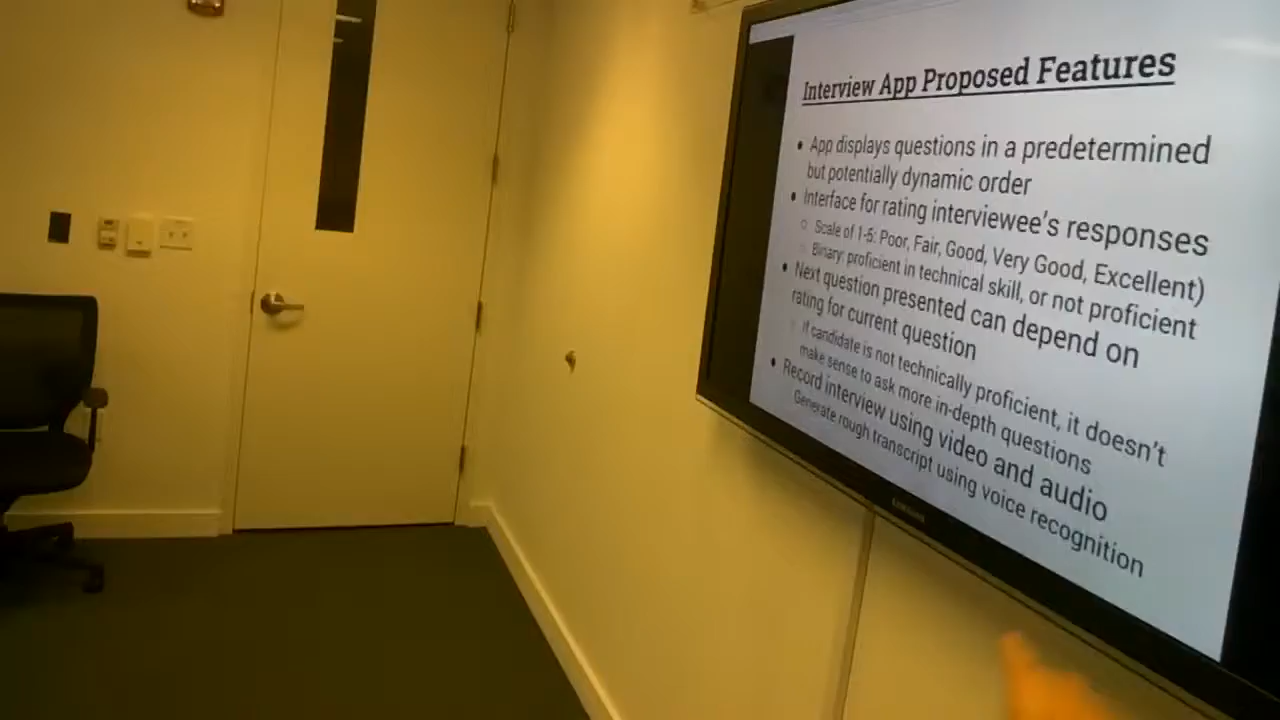 Interview App Proposed Features
App displays questions in a predetermined
but potentially dynamic order
Interface for rating interviewee's responses
Scale of 1-5: Poor, Fair, Good, Very Good, Excellent)
Binary: proficient in technical skill, or not proficient
Next question presented can depend on
rating for current question
If candidate is not technically proficient, it doesn't
make sense to ask more in-depth questions
Record interview using video and audio
Generate rough transcript using voice recognition
SAMSUNG